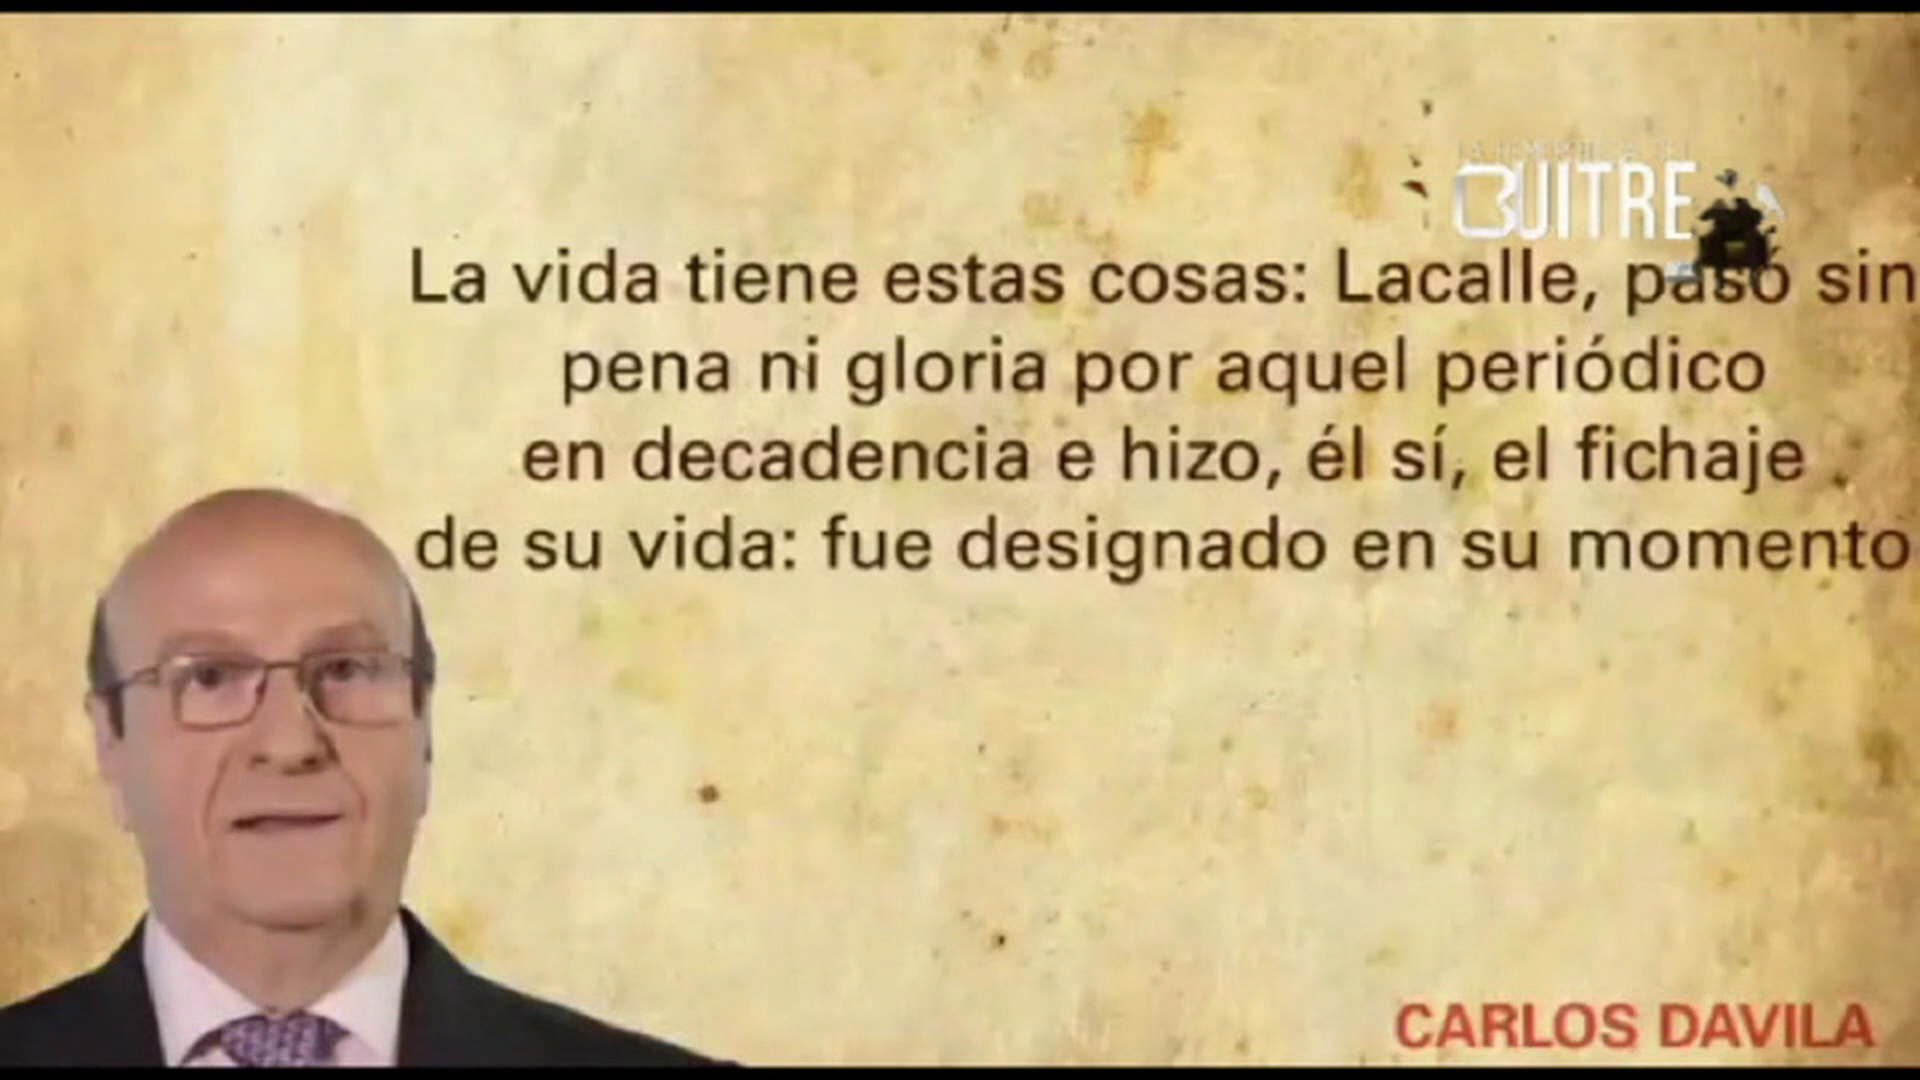 BUITRE
La vida tiene estas cosas: Lacalle, pasó sin
pena ni gloria por aquel periódico
en decadencia e hizo, él sí, el fichaje
de su vida: fue designado en su momento
CARLOS DAVILA